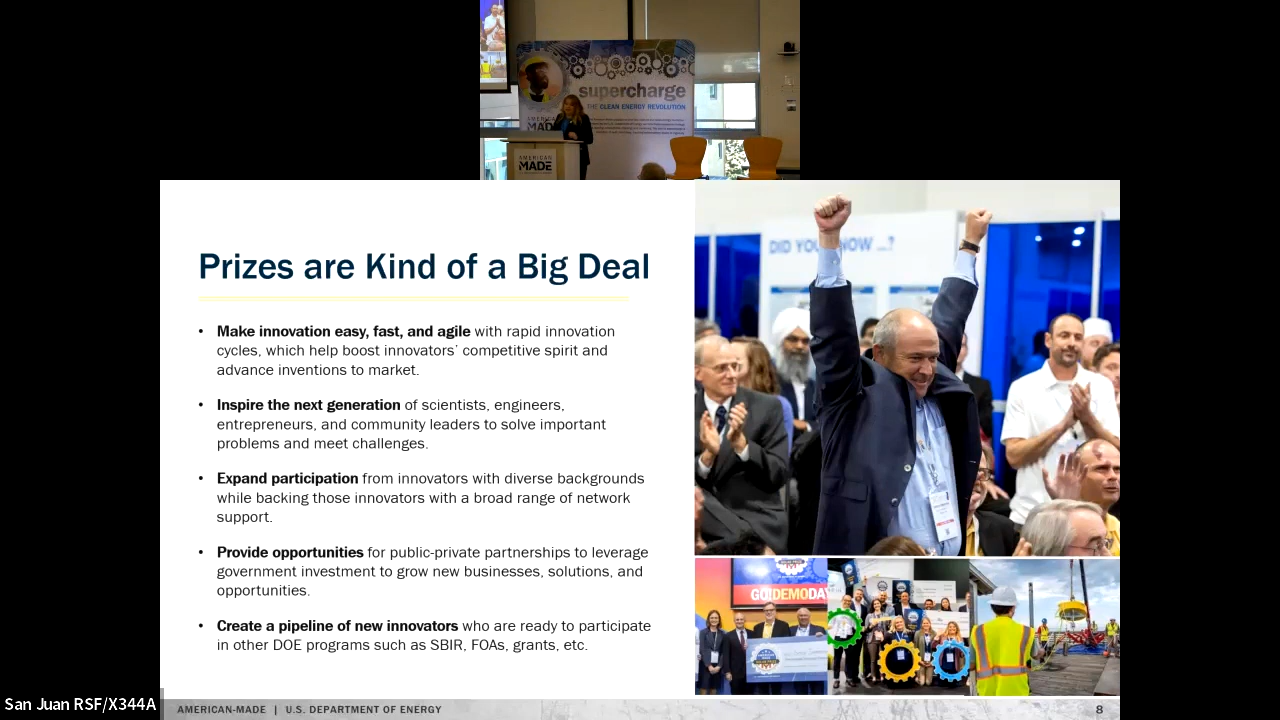 supercharge
THE CLEAN ENERGY REVOLUTION
AMERICAN
MADE
Prizes are Kind of a Big Deal
• Make innovation easy, fast, and agile with rapid innovation
cycles, which help boost innovators' competitive spirit and
advance inventions to market.
• Inspire the next generation of scientists, engineers,
entrepreneurs, and community leaders to solve important
problems and meet challenges.
• Expand participation from innovators with diverse backgrounds
while backing those innovators with a broad range of network
support.
• Provide opportunities for public-private partnerships to leverage
government investment to grow new businesses, solutions, and
opportunities.
• Create a pipeline of new innovators who are ready to participate
in other DOE programs such as SBIR, FOAs, grants, etc.
DID YOU
GO!DEMODAY
San Juan RSF/X344A
AMERICAN-MADE | U.S. DEPARTMENT OF ENERGY
8